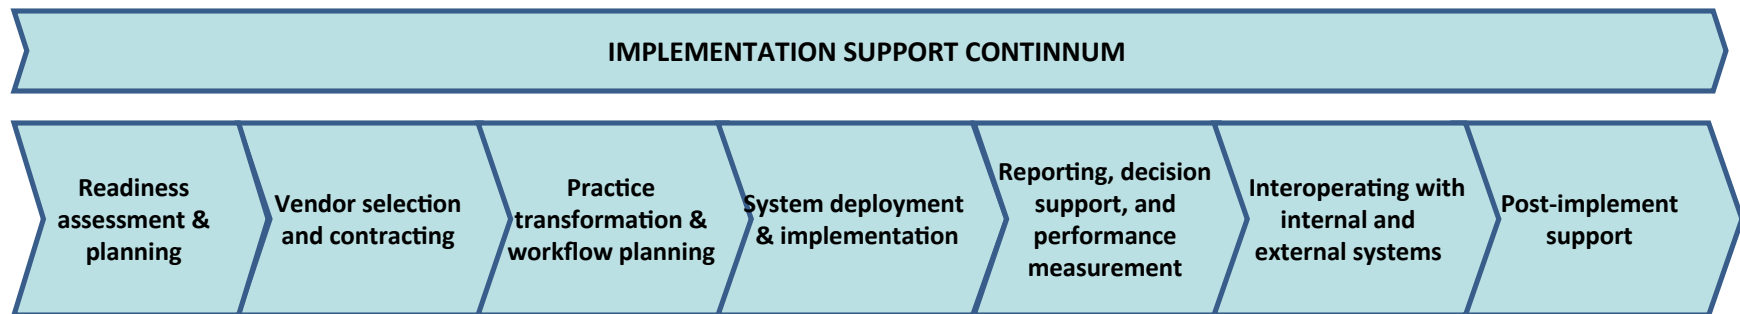 IMPLEMENTATION SUPPORT CONTINNUM
Readiness
assessment &
planning
Vendor selection
and contracting
Practice
transformation &
workflow planning
System deployment
& implementation
Reporting, decision
support, and
performance
measurement
Interoperating with
internal and
external systems
Post-implement
support